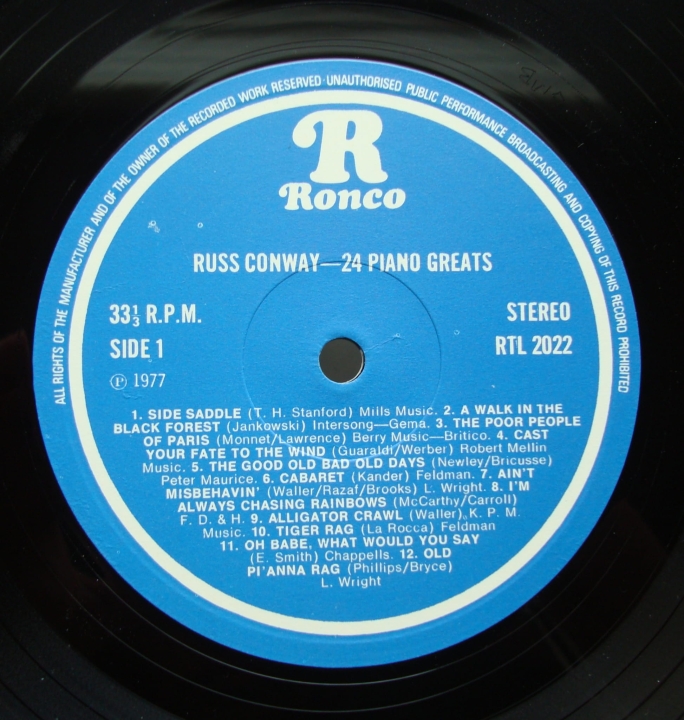 ALL RIGHTS OF THE MANUFACTURER AND OF THE OWNER OF THE RECORDED WORK RESERVED UNAUTHORISED PUBLIC PERFORMANCE BROADCASTING AND COPYING OF THIS RECORD PROHIBITED
R
Ronco
RUSS CONWAY—24 PIANO GREATS
33⅓ R.P.M.
STEREO
SIDE 1
RTL 2022
℗ 1977
1. SIDE SADDLE (T. H. Stanford) Mills Music. 2. A WALK IN THE
BLACK FOREST (Jankowski) Intersong—Gema. 3. THE POOR PEOPLE
OF PARIS (Monnet/Lawrence) Berry Music—Britico. 4. CAST
YOUR FATE TO THE WIND (Guaraldi/Werber) Robert Mellin
Music. 5. THE GOOD OLD BAD OLD DAYS (Newley/Bricusse)
Peter Maurice. 6. CABARET (Kander) Feldman. 7. AIN'T
MISBEHAVIN' (Waller/Razaf/Brooks) L. Wright. 8. I'M
ALWAYS CHASING RAINBOWS (McCarthy/Carroll)
F. D. & H. 9. ALLIGATOR CRAWL (Waller). K. P. M.
Music. 10. TIGER RAG (La Rocca) Feldman
11. OH BABE, WHAT WOULD YOU SAY
(E. Smith) Chappells. 12. OLD
PI'ANNA RAG (Phillips/Bryce)
L. Wright